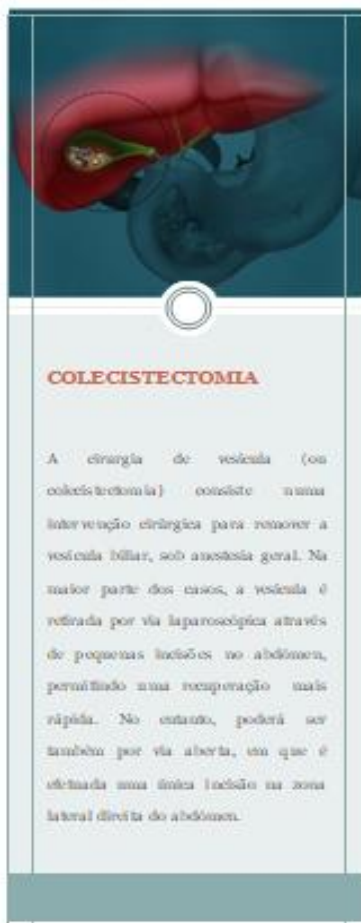 COLECISTECTOMIA
A cirurgia de vesícula (ou
colecistectomia) consiste numa
intervenção cirúrgica para remover a
vesícula biliar, sob anestesia geral. Na
maior parte dos casos, a vesícula é
retirada por via laparoscópica através
de pequenas incisões no abdómen,
permitindo uma recuperação mais
rápida. No entanto, poderá ser
também por via aberta, em que é
efetuada uma única incisão na zona
lateral direita do abdómen.